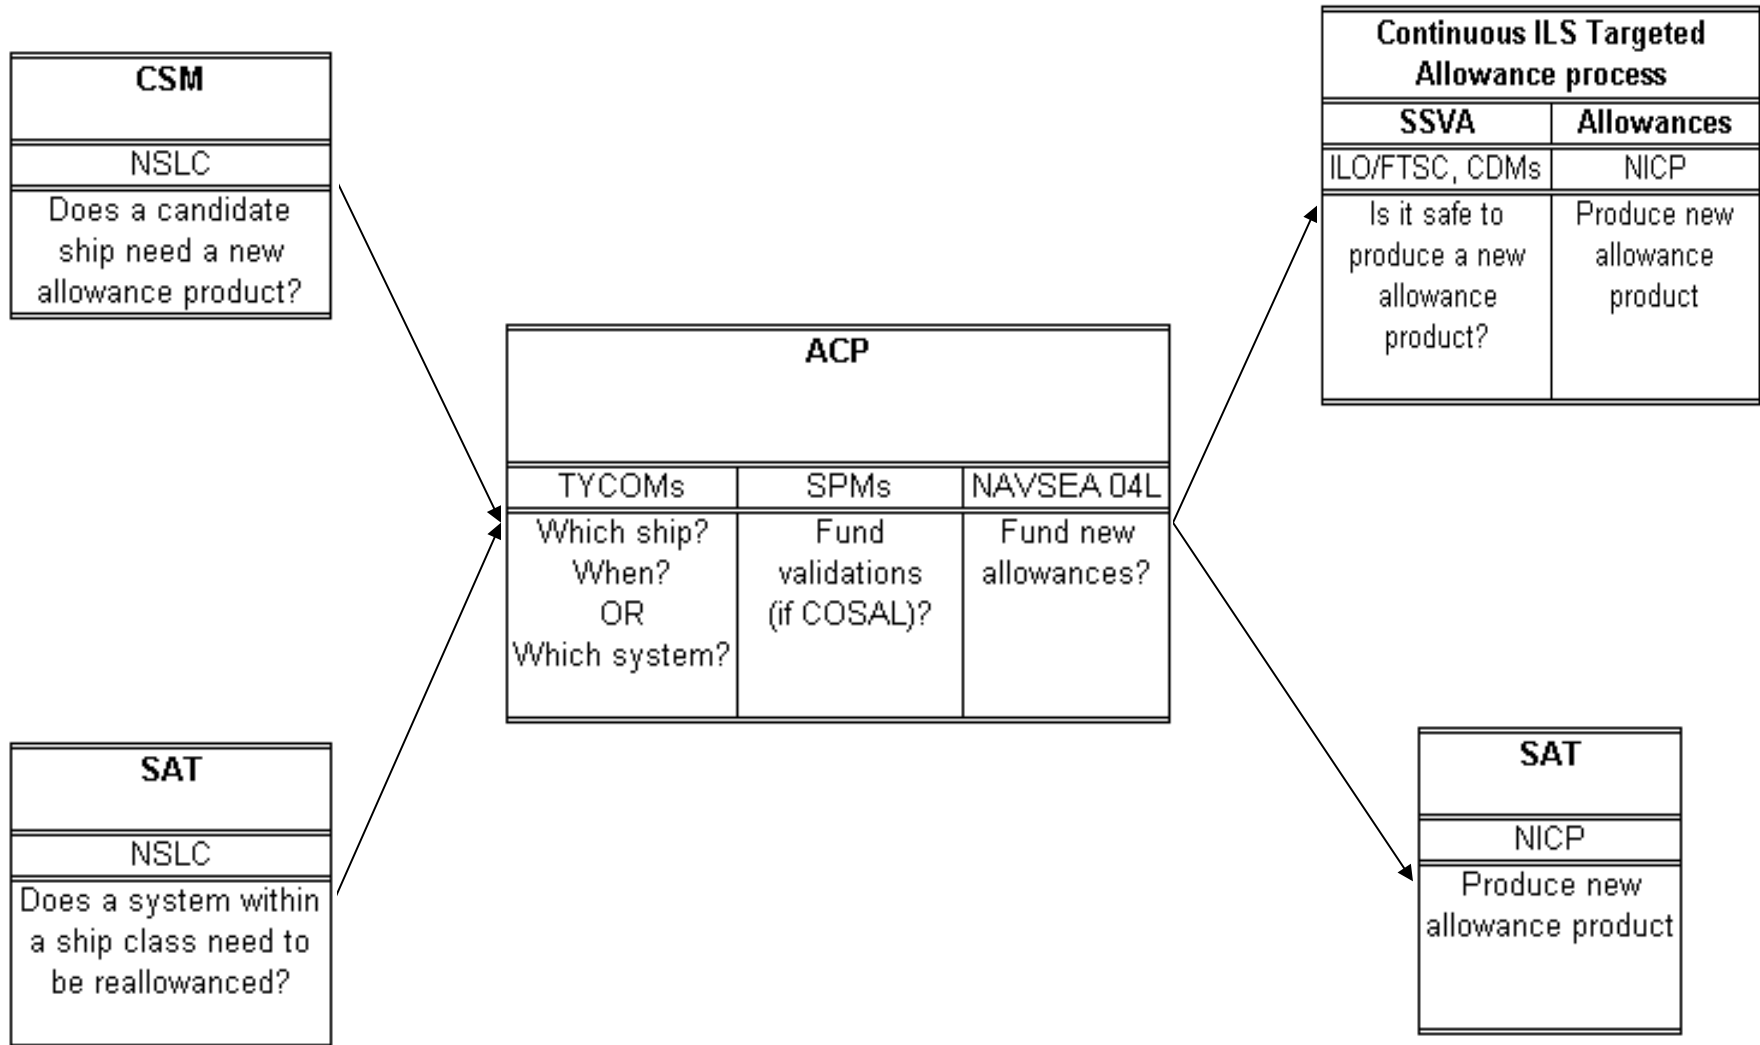 CSM
NSLC
Does a candidate
ship need a new
allowance product?
SAT
NSLC
Does a system within
a ship class need to
be reallowanced?
ACP
TYCOMs
Which ship?
When?
OR
Which system?
SPMs
Fund
validations
(if COSAL)?
NAVSEA 04L
Fund new
allowances?
Continuous ILS Targeted
Allowance process
SSVA
ILO/FTSC, CDMs
Is it safe to
produce a new
allowance
product?
Allowances
NICP
Produce new
allowance
product
SAT
NICP
Produce new
allowance product